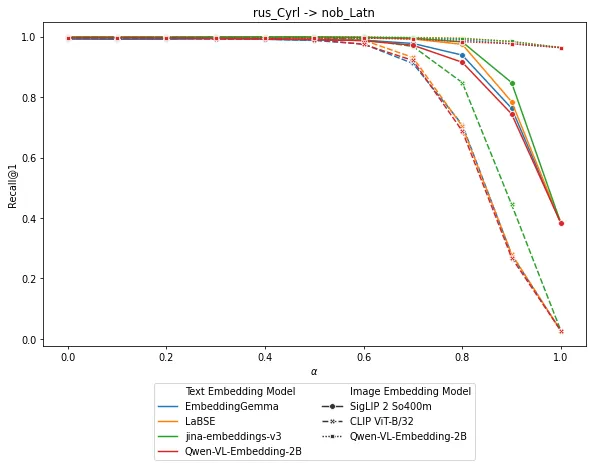 rus_Cyrl -> nob_Latn
Recall@1
1.0
0.8
0.6
0.4
0.2
0.0
0.0 0.2 0.4 0.6 0.8 1.0
α
Text Embedding Model
EmbeddingGemma
LaBSE
jina-embeddings-v3
Qwen-VL-Embedding-2B
Image Embedding Model
SigLIP 2 So400m
CLIP ViT-B/32
Qwen-VL-Embedding-2B